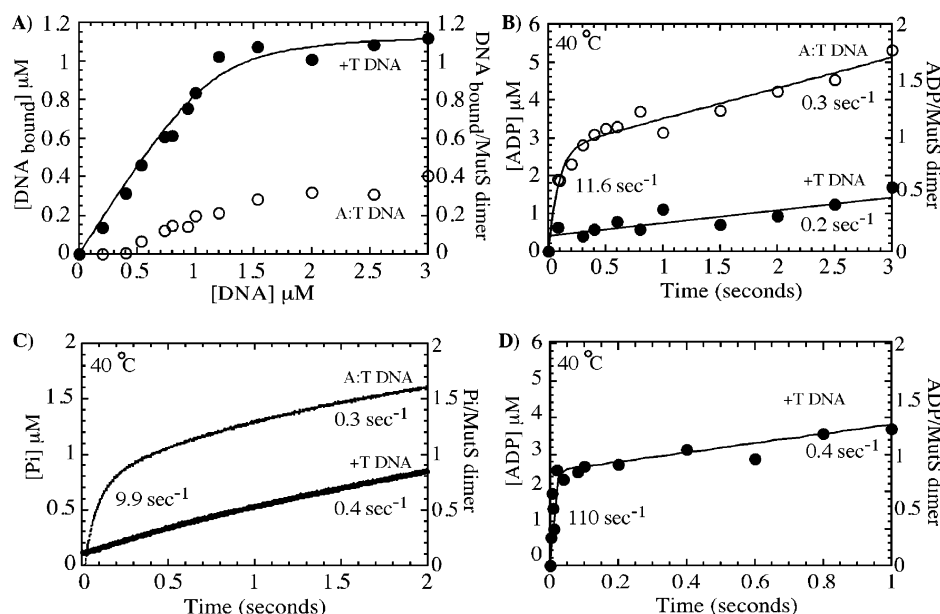 A)
[DNA bound] μM
1.2
1
0.8
0.6
0.4
0.2
0
+T DNA
A:T DNA
1.2
1
0.8
0.6
0.4
0.2
0
DNA bound/MutS dimer
0 0.5 1 1.5 2 2.5 3
[DNA] μM
B)
40 °C
[ADP] μM
6
5
4
3
2
1
0
A:T DNA
0.3 sec⁻¹
11.6 sec⁻¹
+T DNA
0.2 sec⁻¹
2
1.5
1
0.5
0
ADP/MutS dimer
0 0.5 1 1.5 2 2.5 3
Time (seconds)
C)
40 °C
[Pi] μM
2
1.5
1
0.5
0
A:T DNA
0.3 sec⁻¹
9.9 sec⁻¹
+T DNA
0.4 sec⁻¹
2
1.5
1
0.5
0
Pi/MutS dimer
0 0.5 1 1.5 2
Time (seconds)
D)
40 °C
[ADP] μM
6
5
4
3
2
1
0
+T DNA
0.4 sec⁻¹
110 sec⁻¹
2
1.5
1
0.5
0
ADP/MutS dimer
0 0.2 0.4 0.6 0.8 1
Time (seconds)